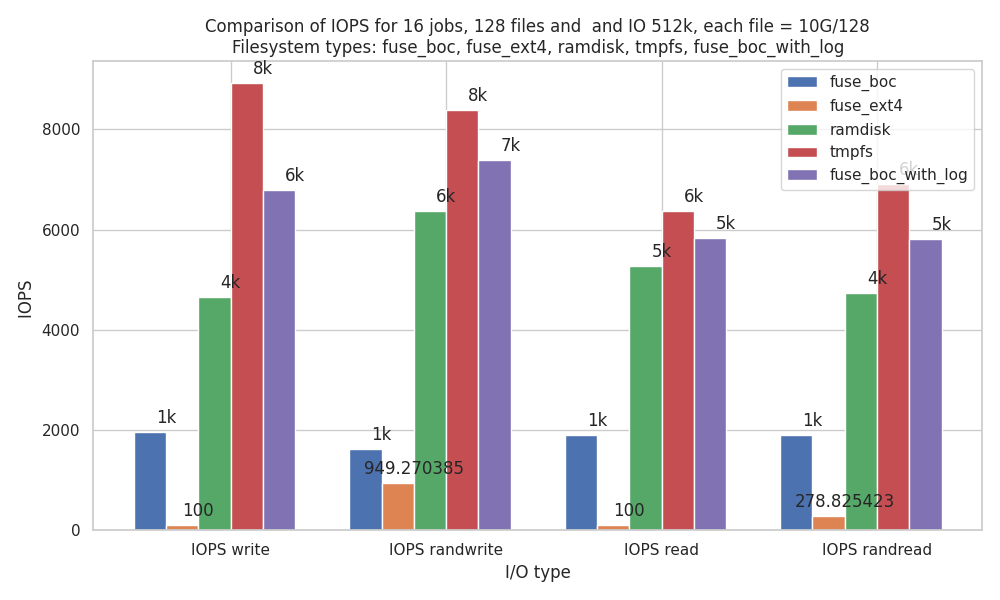 Comparison of IOPS for 16 jobs, 128 files and  and IO 512k, each file = 10G/128
Filesystem types: fuse_boc, fuse_ext4, ramdisk, tmpfs, fuse_boc_with_log
IOPS
8000
6000
4000
2000
0
1k
100
4k
8k
6k
1k
949.270385
6k
8k
7k
1k
100
5k
6k
5k
1k
278.825423
4k
6k
5k
fuse_boc
fuse_ext4
ramdisk
tmpfs
fuse_boc_with_log
IOPS write
IOPS randwrite
IOPS read
IOPS randread
I/O type